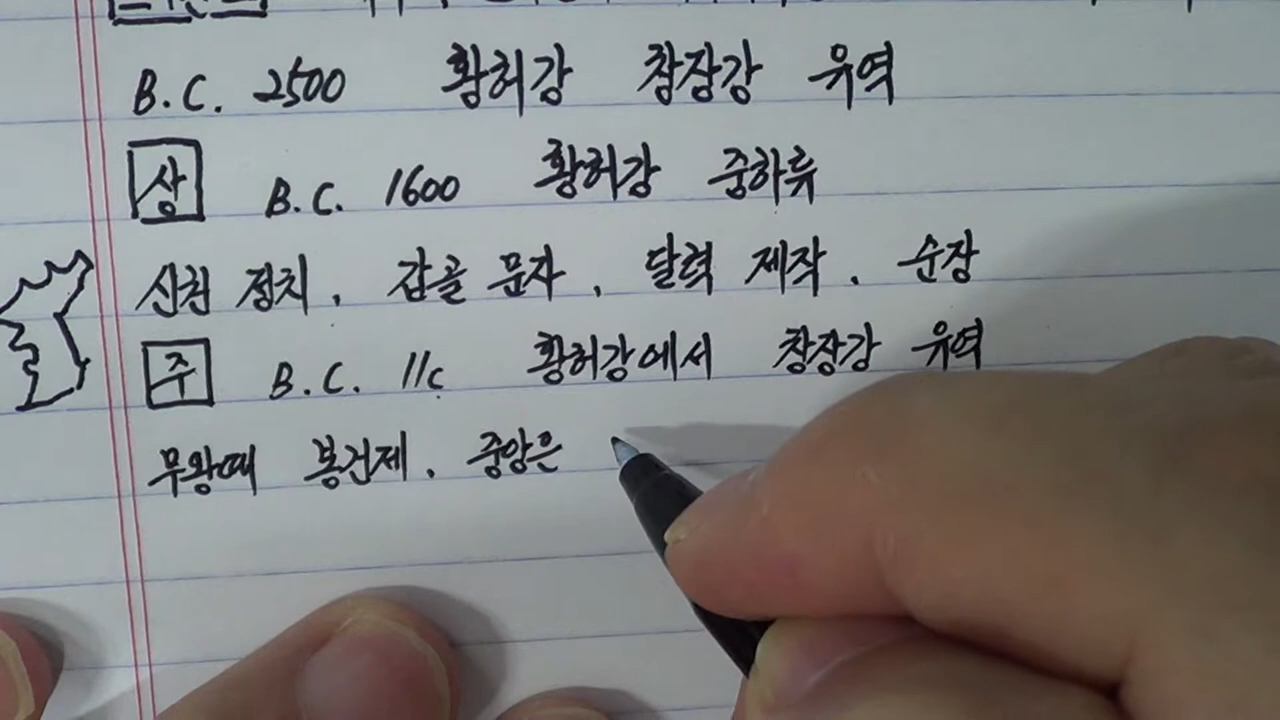 B.C. 2500 황허강 창장강 유역
상 B.C. 1600 황허강 중하류
신권 정치. 갑골 문자. 달력 제작. 순장
주 B.C. 11c 황허강에서 창장강 유역
무왕때 봉건제. 중앙은